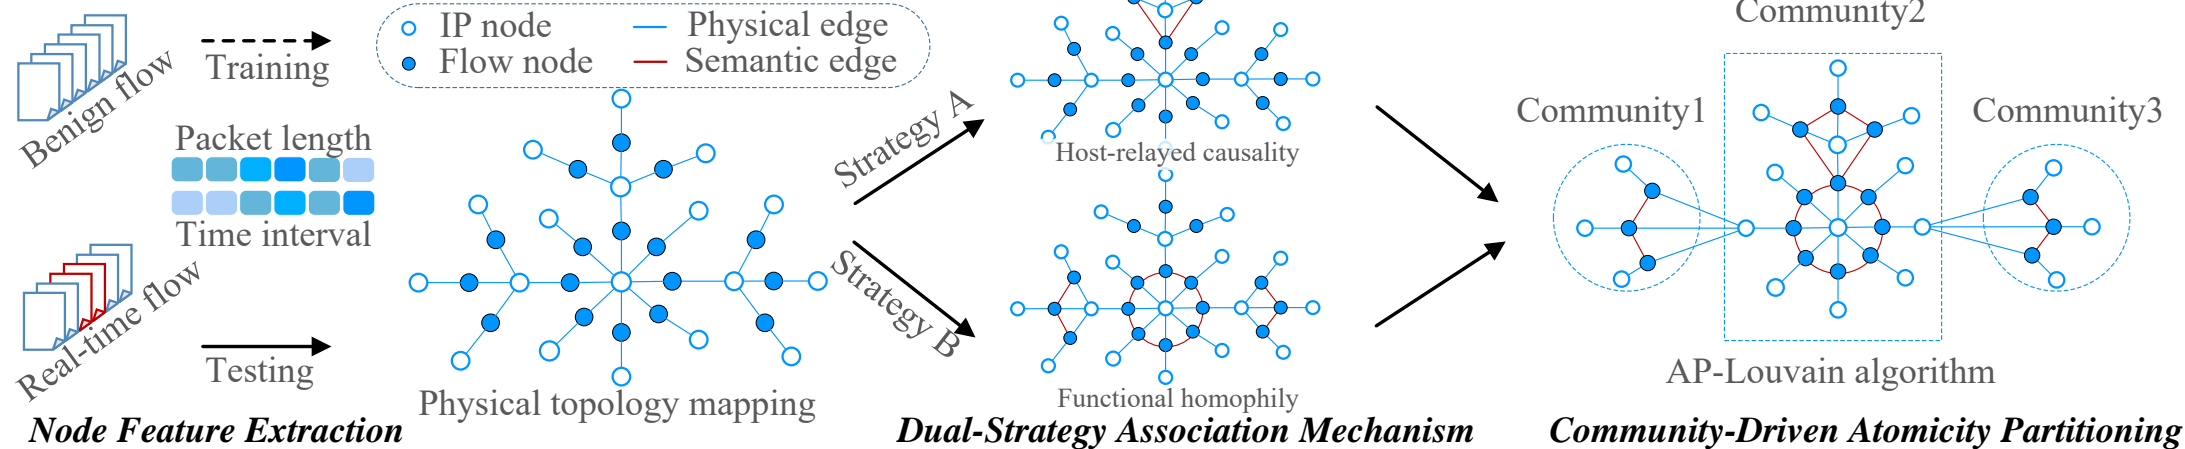 Benign flow
Training
Packet length
Time interval
Real-time flow
Testing
Node Feature Extraction
IP node
Physical edge
Flow node
Semantic edge
Physical topology mapping
Strategy A
Strategy B
Host-relayed causality
Functional homophily
Dual-Strategy Association Mechanism
Community2
Community1
Community3
AP-Louvain algorithm
Community-Driven Atomicity Partitioning